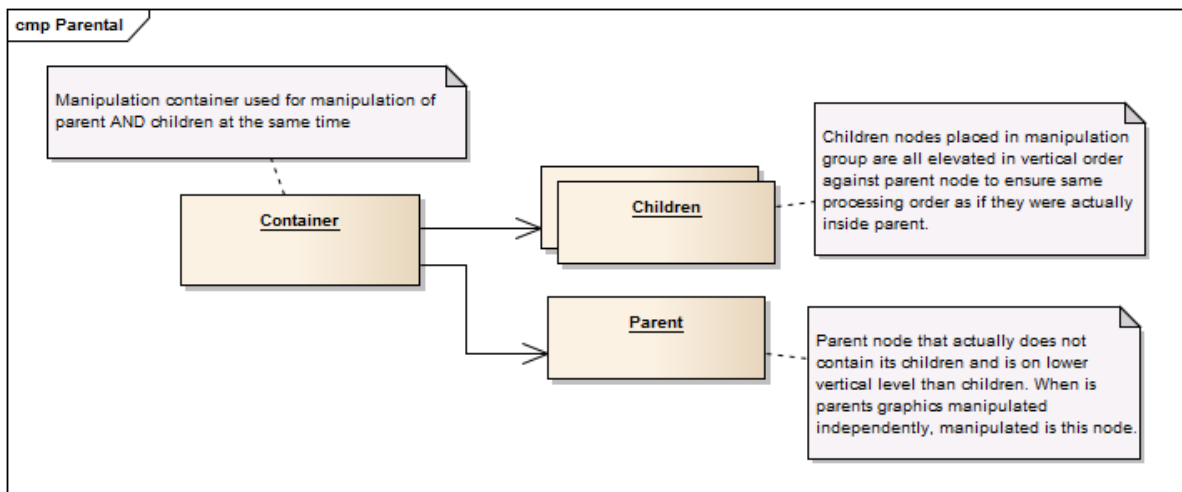 cmp Parental
Manipulation container used for manipulation of
parent AND children at the same time
Children nodes placed in manipulation
group are all elevated in vertical order
against parent node to ensure same
processing order as if they were actually
inside parent.
Container
Children
Parent
Parent node that actually does not
contain its children and is on lower
vertical level than children. When is
parents graphics manipulated
independently, manipulated is this node.